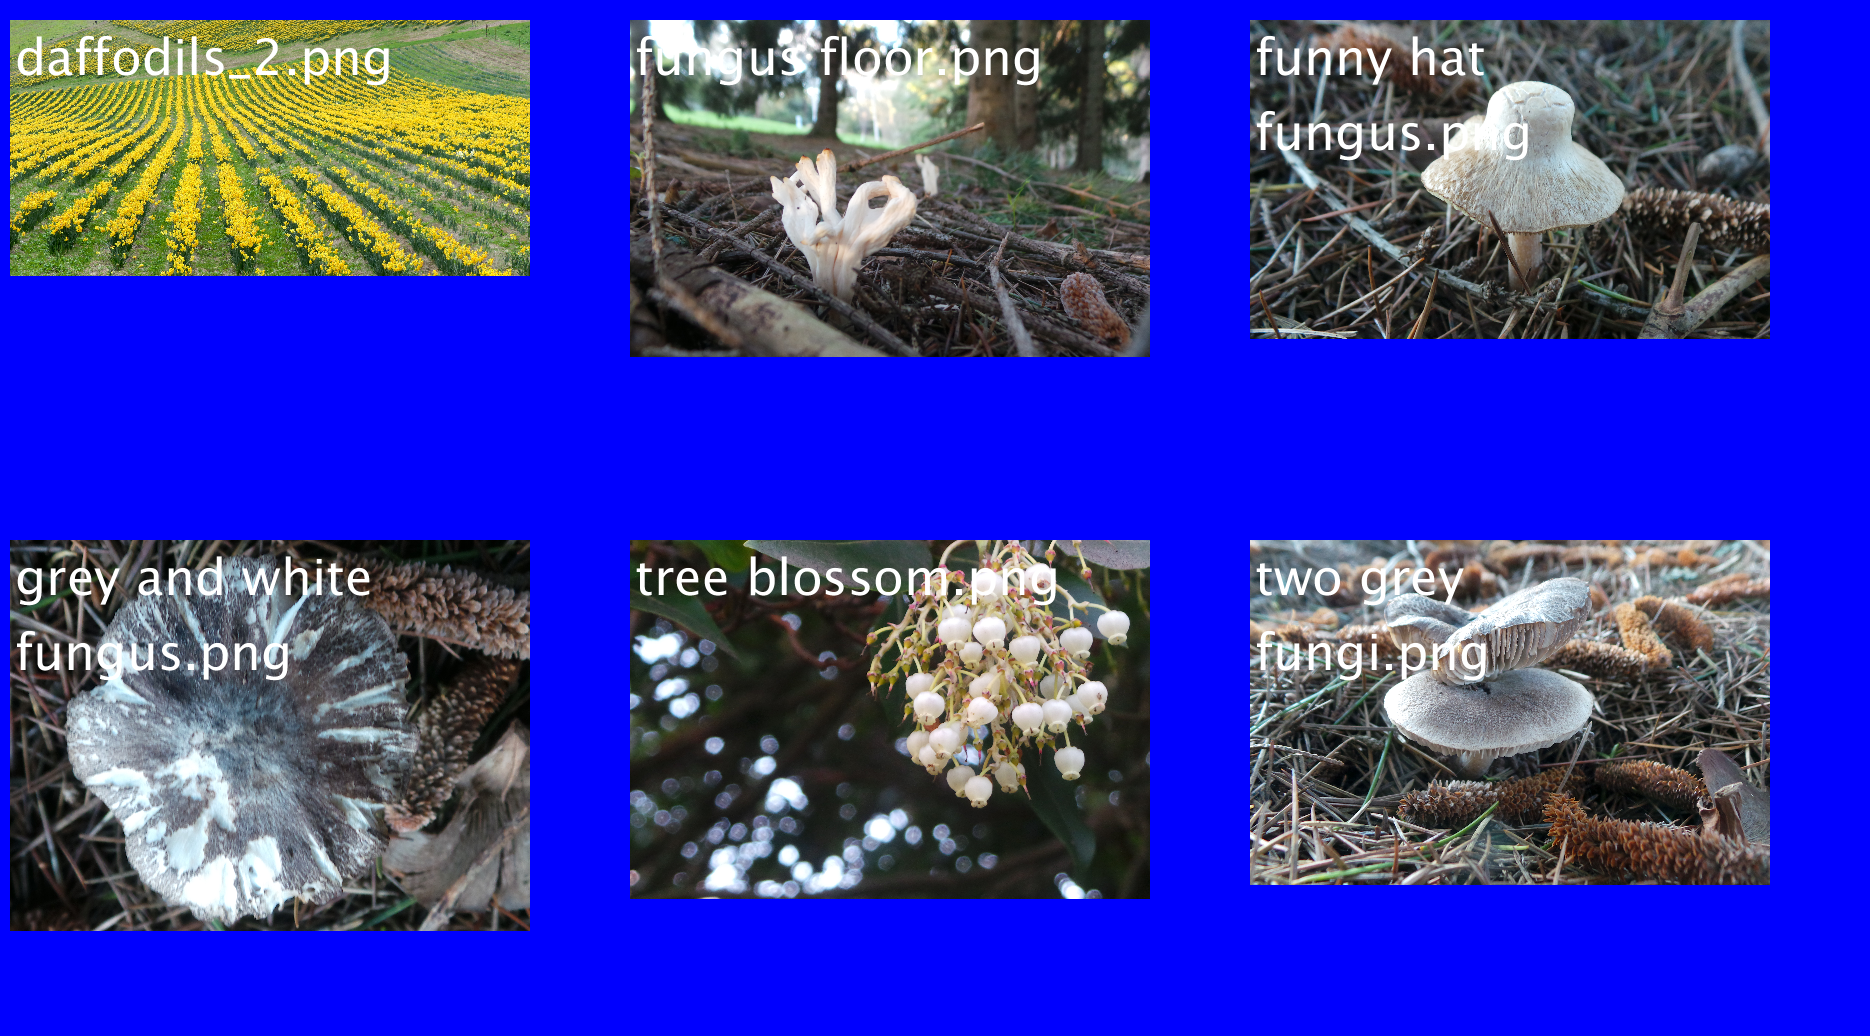 daffodils_2.png
fungus floor.png
funny hat
fungus.png
grey and white
fungus.png
tree blossom.png
two grey
fungi.png